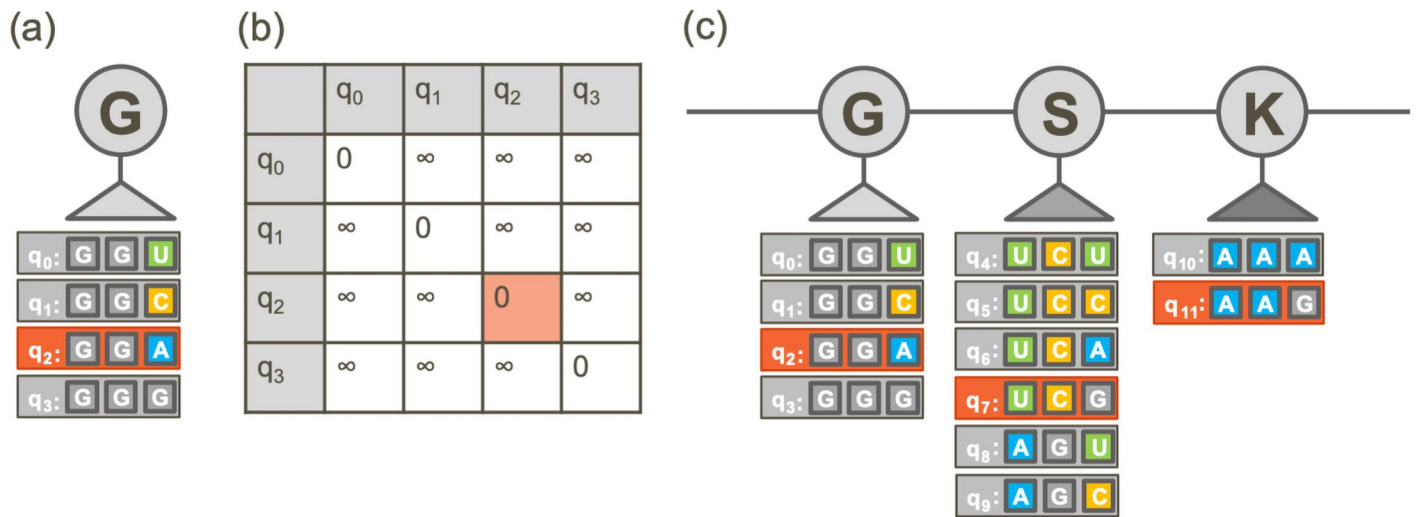 (a)
G
q0: G G U
q1: G G C
q2: G G A
q3: G G G
(b)
q0 q1 q2 q3
q0 0 ∞ ∞ ∞
q1 ∞ 0 ∞ ∞
q2 ∞ ∞ 0 ∞
q3 ∞ ∞ ∞ 0
(c)
G S K
q0: G G U
q1: G G C
q2: G G A
q3: G G G
q4: U C U
q5: U C C
q6: U C A
q7: U C G
q8: A G U
q9: A G C
q10: A A A
q11: A A G